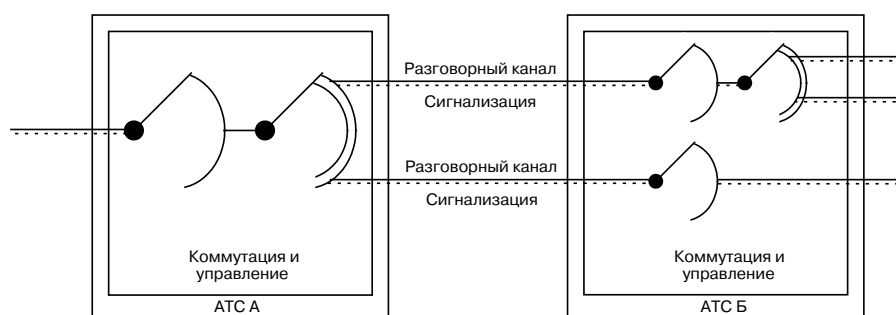 Разговорный канал
Сигнализация
Разговорный канал
Сигнализация
Коммутация и
управление
АТС А
Коммутация и
управление
АТС Б